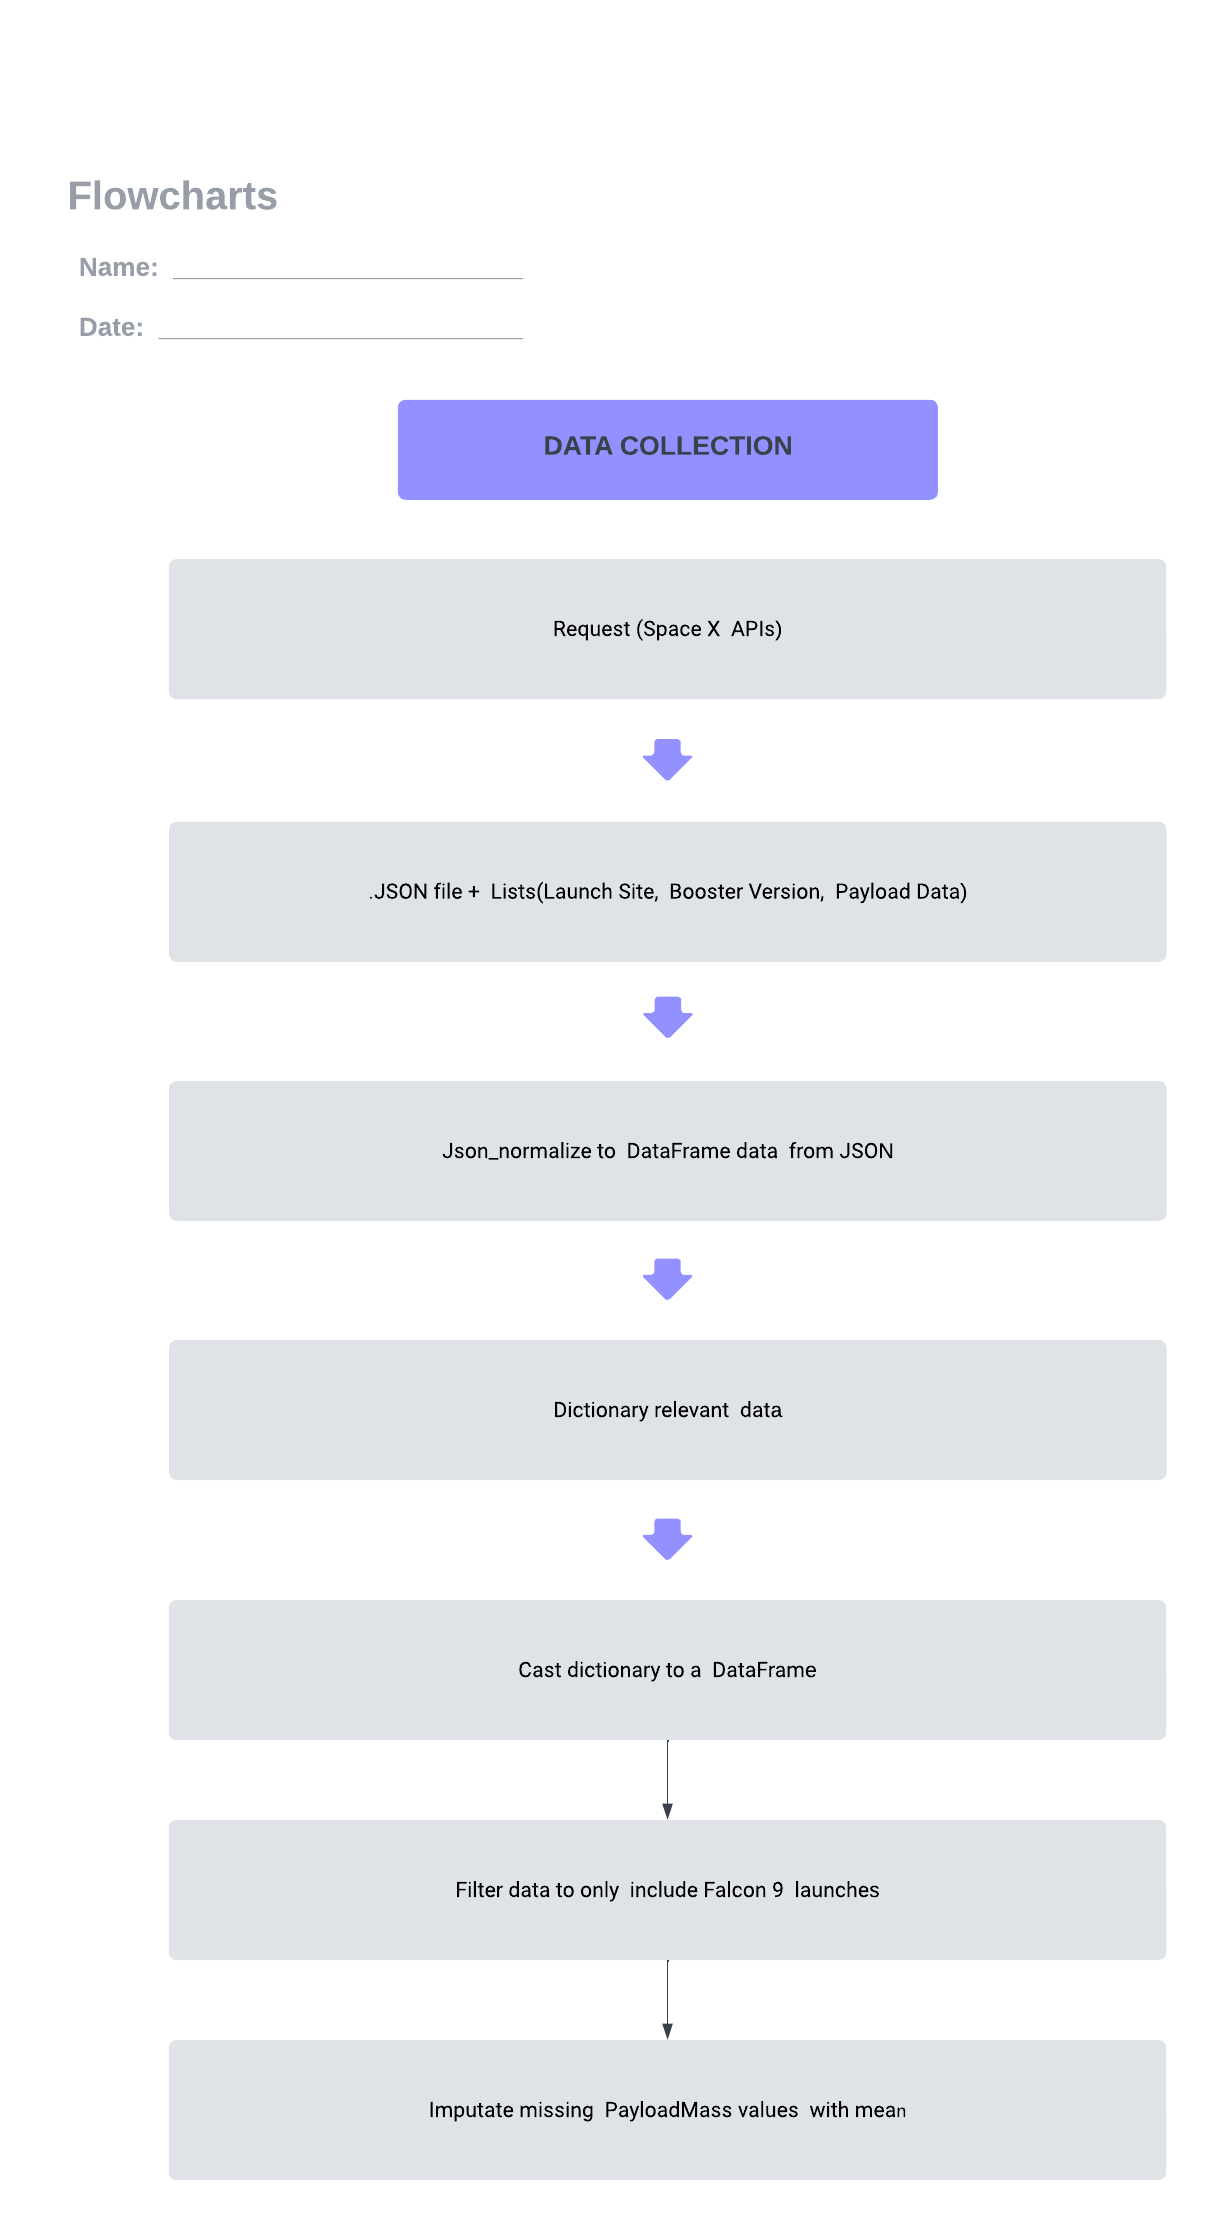 Flowcharts
Name:
Date:
DATA COLLECTION
Request (Space X  APIs)
.JSON file +  Lists(Launch Site,  Booster Version,  Payload Data)
Json_normalize to  DataFrame data  from JSON
Dictionary relevant  data
Cast dictionary to a  DataFrame
Filter data to only  include Falcon 9  launches
Imputate missing  PayloadMass values  with mean